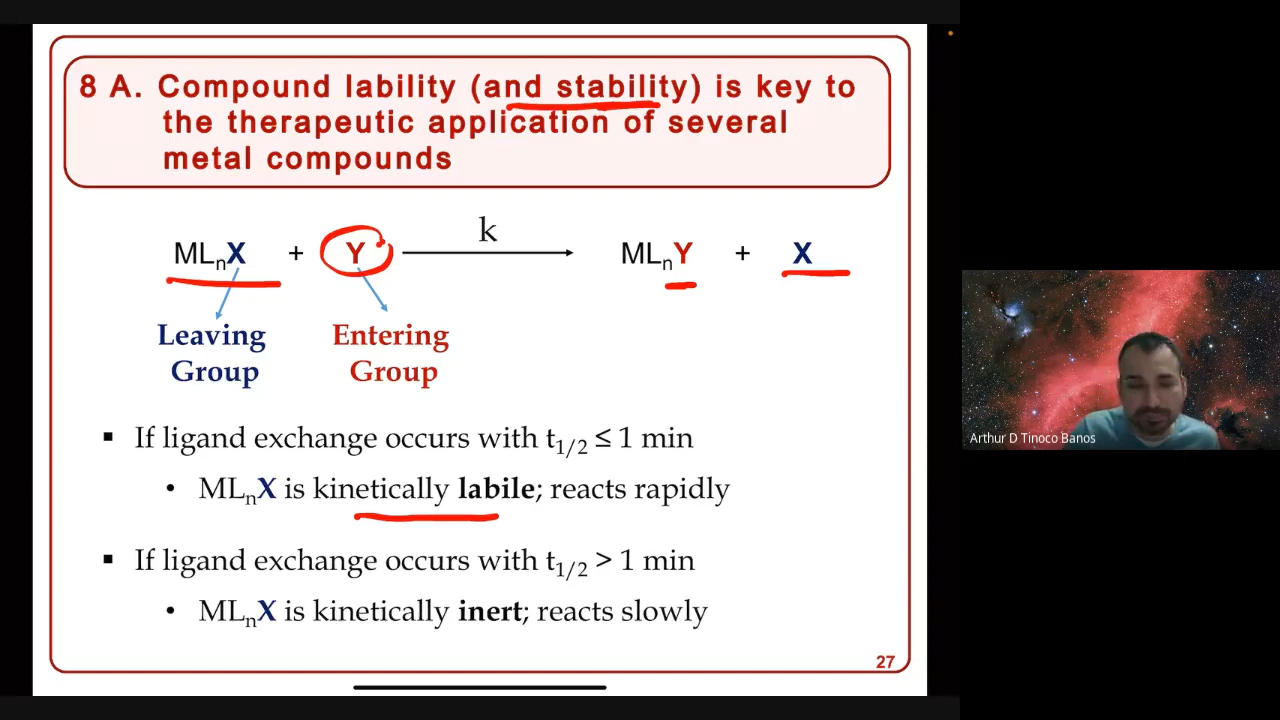 8 A. Compound lability (and stability) is key to
the therapeutic application of several
metal compounds
k
MLnX + Y MLnY + X
Leaving Entering
Group Group
▪ If ligand exchange occurs with t1/2 ≤ 1 min
• MLnX is kinetically labile; reacts rapidly
▪ If ligand exchange occurs with t1/2 > 1 min
• MLnX is kinetically inert; reacts slowly
27
Arthur D Tinoco Banos